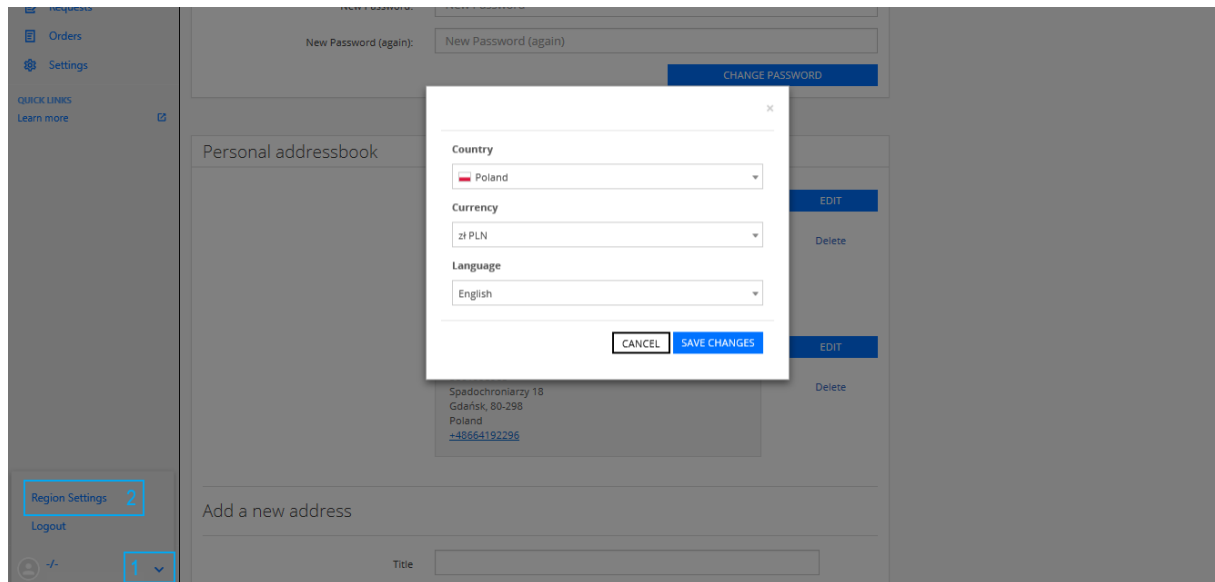 Requests
Orders
Settings
QUICK LINKS
Learn more
Region Settings 2
Logout
-/- 1
New Password:
New Password
New Password (again):
New Password (again)
CHANGE PASSWORD
Personal addressbook
EDIT
Delete
EDIT
Delete
×
Country
Poland
Currency
zł PLN
Language
English
CANCEL
SAVE CHANGES
Spadochroniarzy 18
Gdańsk, 80-298
Poland
+48664192296
Add a new address
Title